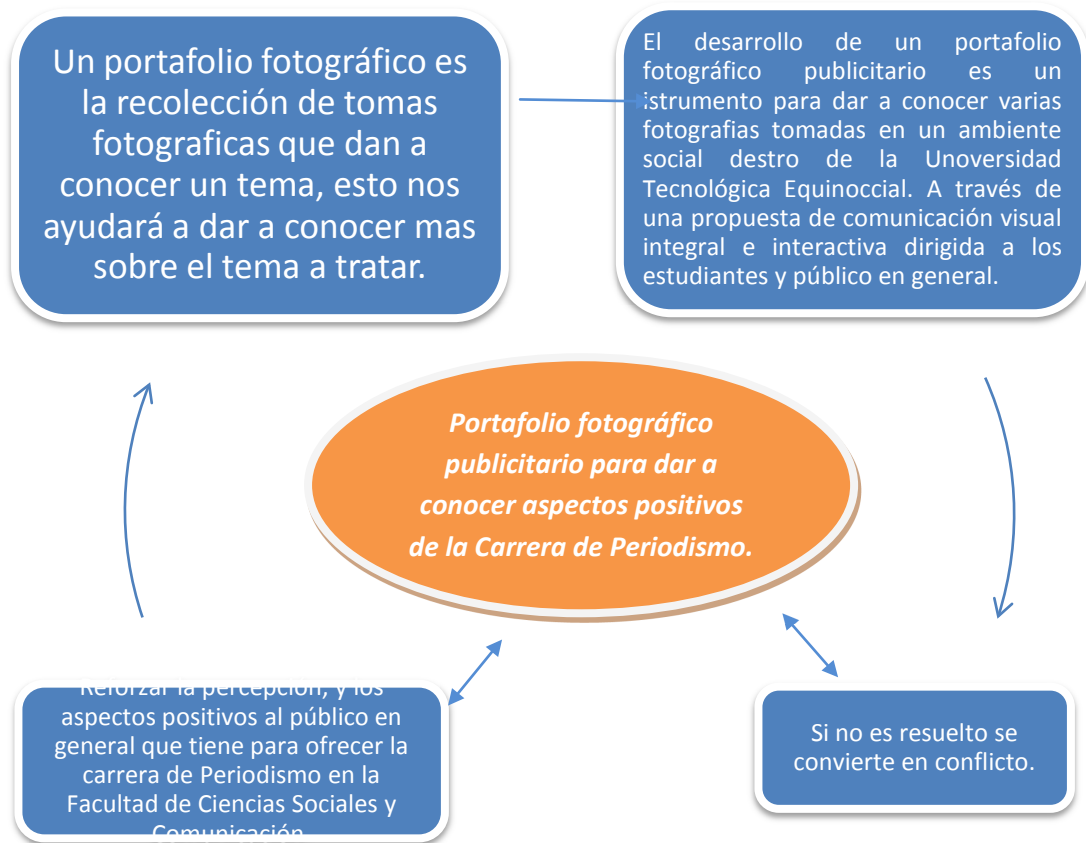 Un portafolio fotográfico es
la recolección de tomas
fotograficas que dan a
conocer un tema, esto nos
ayudará a dar a conocer mas
sobre el tema a tratar.
El desarrollo de un portafolio
fotográfico publicitario es un
istrumento para dar a conocer varias
fotografias tomadas en un ambiente
social destro de la Unoversidad
Tecnológica Equinoccial. A través de
una propuesta de comunicación visual
integral e interactiva dirigida a los
estudiantes y público en general.
Portafolio fotográfico
publicitario para dar a
conocer aspectos positivos
de la Carrera de Periodismo.
Reforzar la percepción, y los
aspectos positivos al público en
general que tiene para ofrecer la
carrera de Periodismo en la
Facultad de Ciencias Sociales y
Comunicación
Si no es resuelto se
convierte en conflicto.